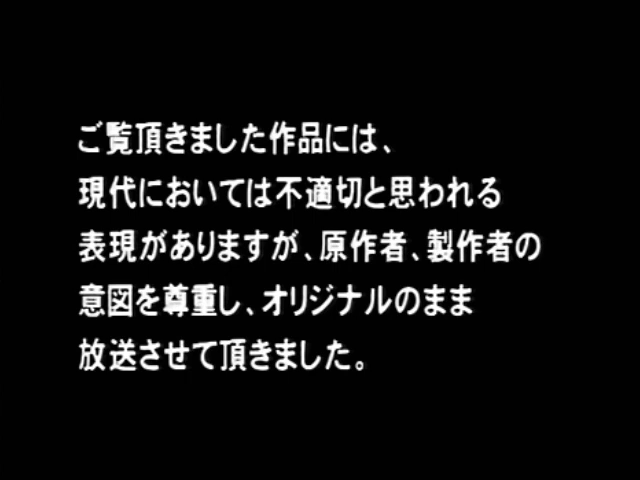 ご覧頂きました作品には、
現代においては不適切と思われる
表現がありますが、原作者、製作者の
意図を尊重し、オリジナルのまま
放送させて頂きました。